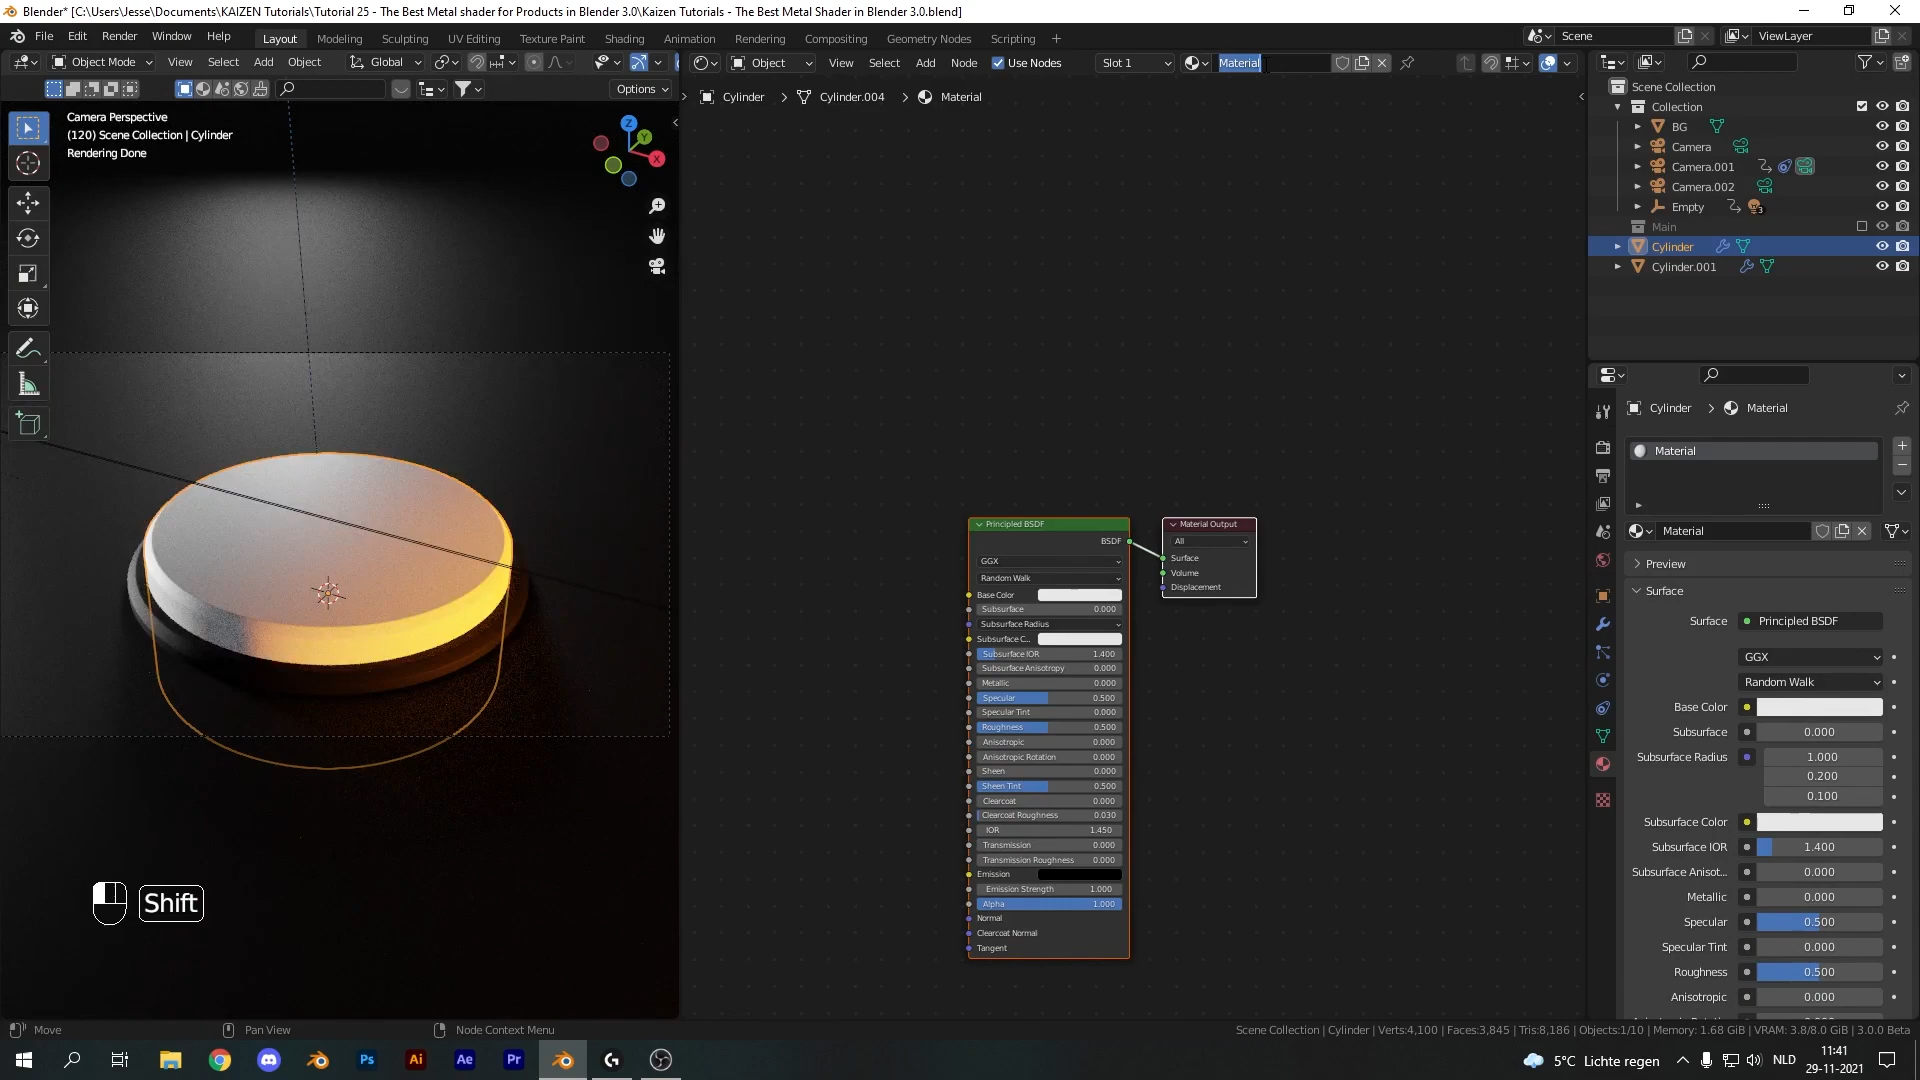 Blender* [C:\Users\Jesse\Documents\KAIZEN Tutorials\Tutorial 25 - The Best Metal shader for Products in Blender 3.0\Kaizen Tutorials - The Best Metal Shader in Blender 3.0.blend]
File Edit Render Window Help Layout Modeling Sculpting UV Editing Texture Paint Shading Animation Rendering Compositing Geometry Nodes Scripting + Scene ViewLayer
Object Mode View Select Add Object Global
Object View Select Add Node Use Nodes Slot 1 Material
Options
Cylinder > Cylinder.004 > Material
Camera Perspective
(120) Scene Collection | Cylinder
Rendering Done
Z
Y
X
Shift
Principled BSDF
BSDF
GGX
Random Walk
Base Color
Subsurface 0.000
Subsurface Radius
Subsurface C...
Subsurface IOR 1.400
Subsurface Anisotropy 0.000
Metallic 0.000
Specular 0.500
Specular Tint 0.000
Roughness 0.500
Anisotropic 0.000
Anisotropic Rotation 0.000
Sheen 0.000
Sheen Tint 0.500
Clearcoat 0.000
Clearcoat Roughness 0.030
IOR 1.450
Transmission 0.000
Transmission Roughness 0.000
Emission
Emission Strength 1.000
Alpha 1.000
Normal
Clearcoat Normal
Tangent
Material Output
All
Surface
Volume
Displacement
Scene Collection
Collection
BG
Camera
Camera.001
Camera.002
Empty 3
Main
Cylinder
Cylinder.001
Cylinder > Material
Material
Material
Preview
Surface
Surface Principled BSDF
GGX
Random Walk
Base Color
Subsurface 0.000
Subsurface Radius 1.000
0.200
0.100
Subsurface Color
Subsurface IOR 1.400
Subsurface Anisot... 0.000
Metallic 0.000
Specular 0.500
Specular Tint 0.000
Roughness 0.500
Anisotropic 0.000
Move Pan View Node Context Menu
Scene Collection | Cylinder | Verts:4,100 | Faces:3,845 | Tris:8,186 | Objects:1/10 | Memory: 1.68 GiB | VRAM: 3.8/8.0 GiB | 3.0.0 Beta
Ps Ai Ae Pr
5°C Lichte regen NLD
11:41
29-11-2021